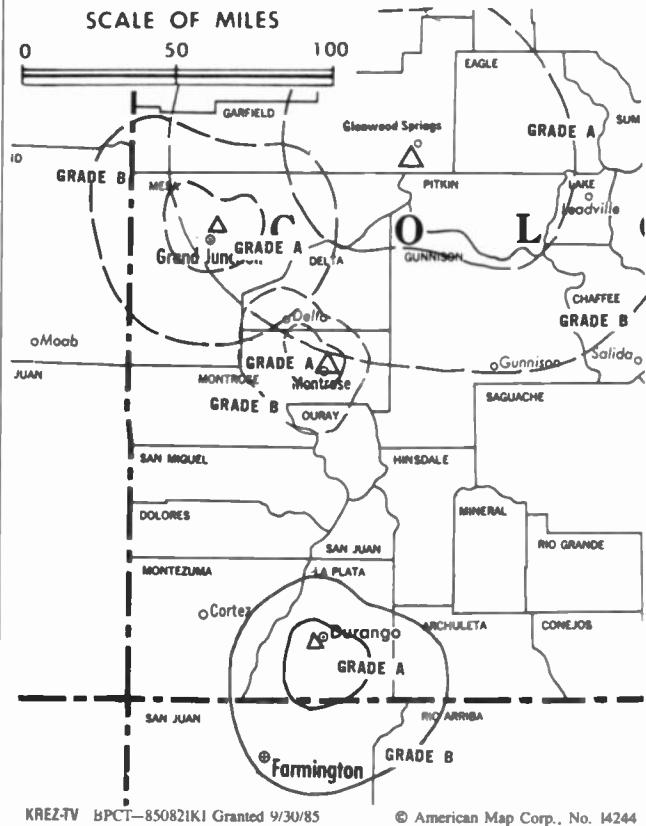 SCALE OF MILES
0 50 100
EAGLE
GARFIELD
Glenwood Springs
GRADE A
SUM
GRADE B
MESA
PITKIN
LAKE
Leadville
C O L
Grand Junction
GRADE A
DELTA
GUNNISON
CHAFFEE
Delta
GRADE B
Moab
GRADE A
Gunnison
Salida
JUAN
MONTROSE
Montrose
GRADE B
OURAY
SAGUACHE
SAN MIGUEL
HINSDALE
DOLORES
MINERAL
SAN JUAN
RIO GRANDE
MONTEZUMA
LA PLATA
Cortez
Durango
ARCHULETA
CONEJOS
GRADE A
SAN JUAN
RIO ARRIBA
GRADE B
Farmington
KREZ-TV BPCT—850821KI Granted 9/30/85
© American Map Corp., No. 14244